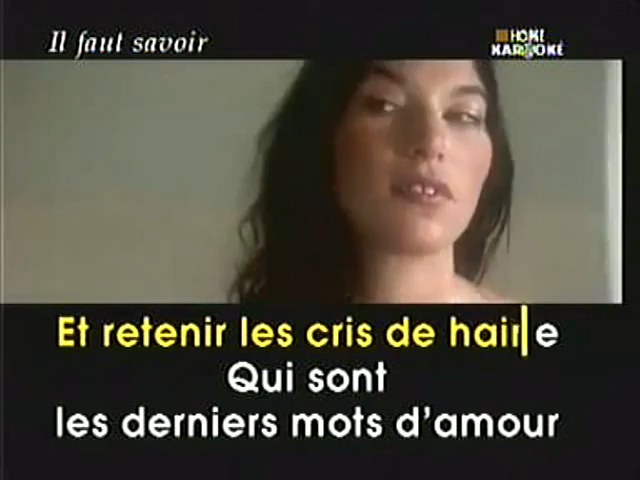 Il faut savoir
HOME
KARAOKE
Et retenir les cris de haine
Qui sont
les derniers mots d'amour